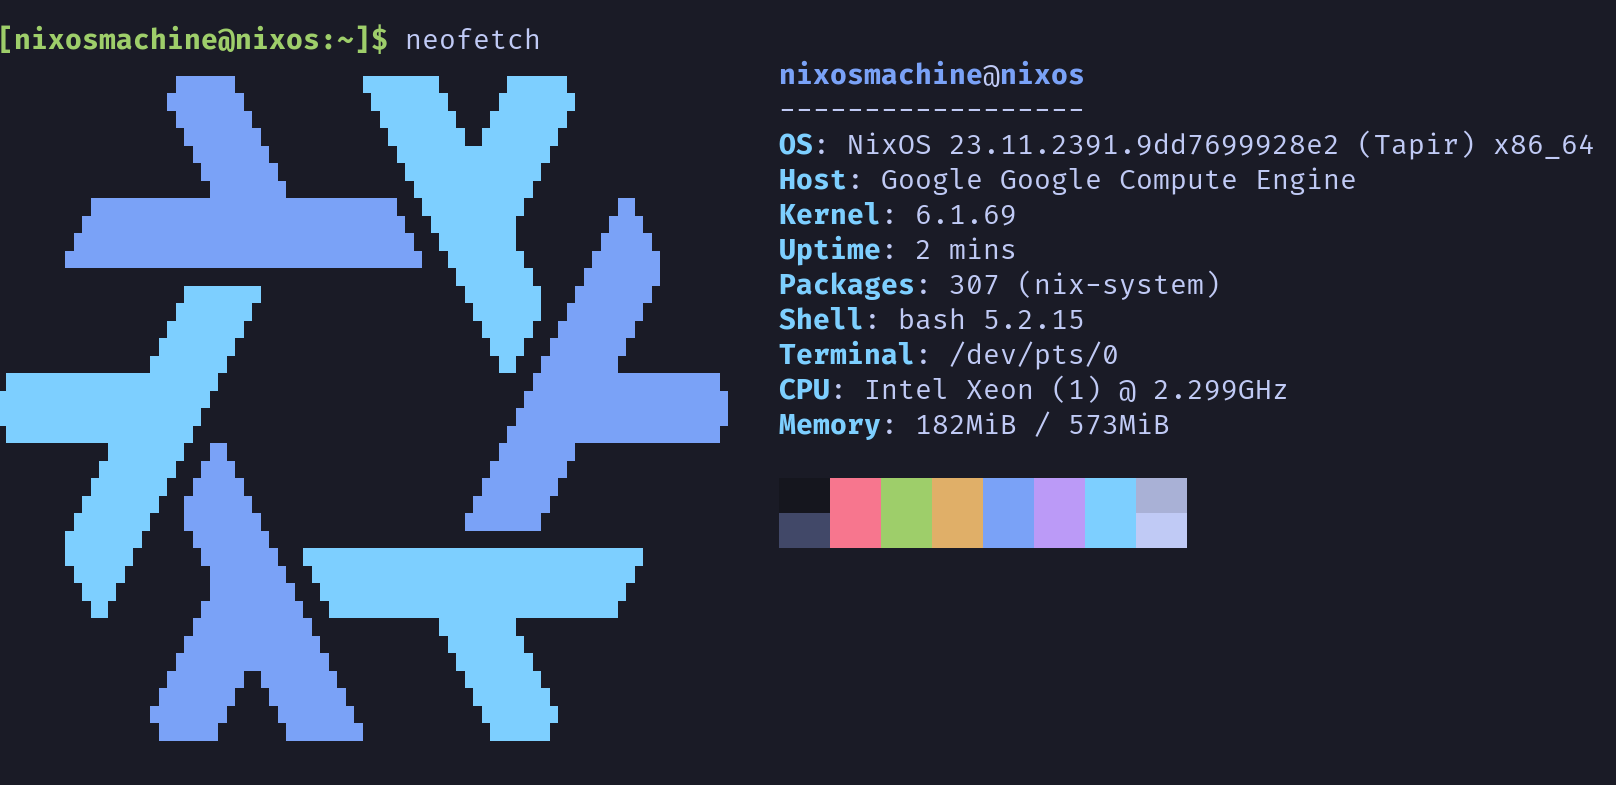 [nixosmachine@nixos:~]$ neofetch
nixosmachine@nixos
------------------
OS: NixOS 23.11.2391.9dd7699928e2 (Tapir) x86_64
Host: Google Google Compute Engine
Kernel: 6.1.69
Uptime: 2 mins
Packages: 307 (nix-system)
Shell: bash 5.2.15
Terminal: /dev/pts/0
CPU: Intel Xeon (1) @ 2.299GHz
Memory: 182MiB / 573MiB